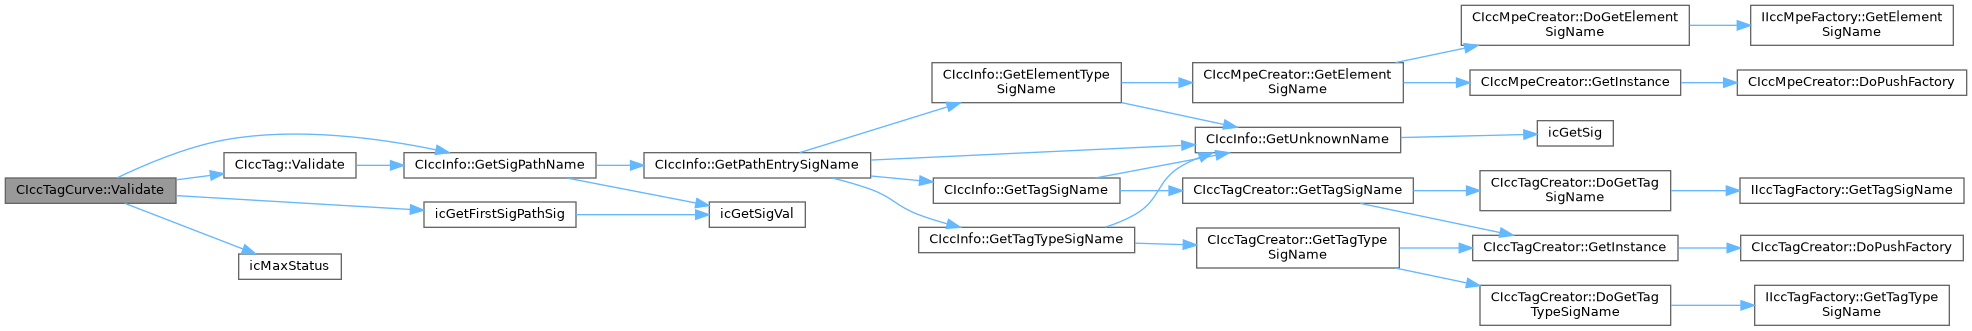 CIccTagCurve::Validate
CIccTag::Validate
icGetFirstSigPathSig
icMaxStatus
CIccInfo::GetSigPathName
CIccInfo::GetPathEntrySigName
icGetSigVal
CIccInfo::GetElementType
SigName
CIccInfo::GetTagSigName
CIccInfo::GetTagTypeSigName
CIccMpeCreator::GetElement
SigName
CIccInfo::GetUnknownName
CIccTagCreator::GetTagSigName
CIccTagCreator::GetTagType
SigName
CIccMpeCreator::DoGetElement
SigName
CIccMpeCreator::GetInstance
icGetSig
CIccTagCreator::DoGetTag
SigName
CIccTagCreator::GetInstance
CIccTagCreator::DoGetTag
TypeSigName
IIccMpeFactory::GetElement
SigName
CIccMpeCreator::DoPushFactory
IIccTagFactory::GetTagSigName
CIccTagCreator::DoPushFactory
IIccTagFactory::GetTagType
SigName